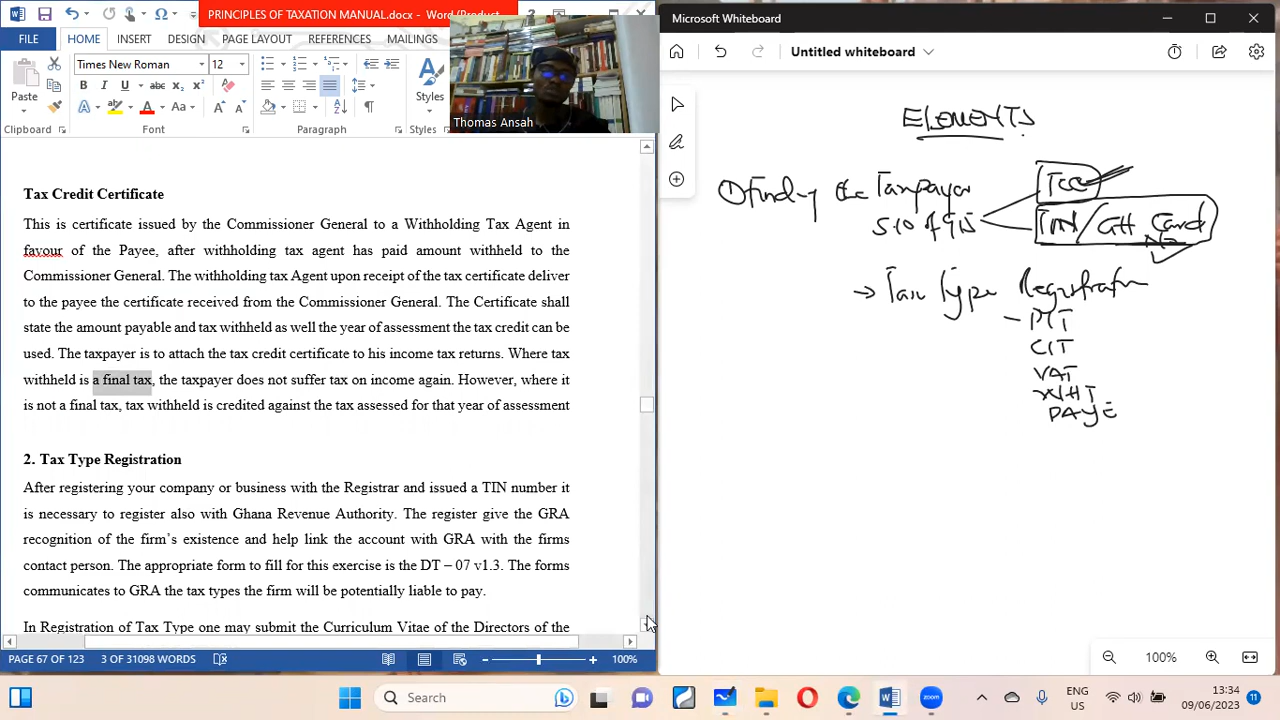 PRINCIPLES OF TAXATION MANUAL.docx - Word (Product
FILE HOME INSERT DESIGN PAGE LAYOUT REFERENCES MAILINGS
Times New Roman 12
Paste
Styles
Clipboard Font Paragraph Styles
Thomas Ansah
Tax Credit Certificate
This is certificate issued by the Commissioner General to a Withholding Tax Agent in
favour of the Payee, after withholding tax agent has paid amount withheld to the
Commissioner General. The withholding tax Agent upon receipt of the tax certificate deliver
to the payee the certificate received from the Commissioner General. The Certificate shall
state the amount payable and tax withheld as well the year of assessment the tax credit can be
used. The taxpayer is to attach the tax credit certificate to his income tax returns. Where tax
withheld is a final tax, the taxpayer does not suffer tax on income again. However, where it
is not a final tax, tax withheld is credited against the tax assessed for that year of assessment
2. Tax Type Registration
After registering your company or business with the Registrar and issued a TIN number it
is necessary to register also with Ghana Revenue Authority. The register give the GRA
recognition of the firm's existence and help link the account with GRA with the firms
contact person. The appropriate form to fill for this exercise is the DT – 07 v1.3. The forms
communicates to GRA the tax types the firm will be potentially liable to pay.
In Registration of Tax Type one may submit the Curriculum Vitae of the Directors of the
PAGE 67 OF 123 3 OF 31098 WORDS 100%
Microsoft Whiteboard
Untitled whiteboard
ELEMENTS
① Finding the Taxpayer
TCC
S.10 of 915
TIN/GH Card
No
→ Tax Type Registration
– PIT
CIT
VAT
WHT
PAYE
100%
Search
zoom
ENG
US
13:34
09/06/2023